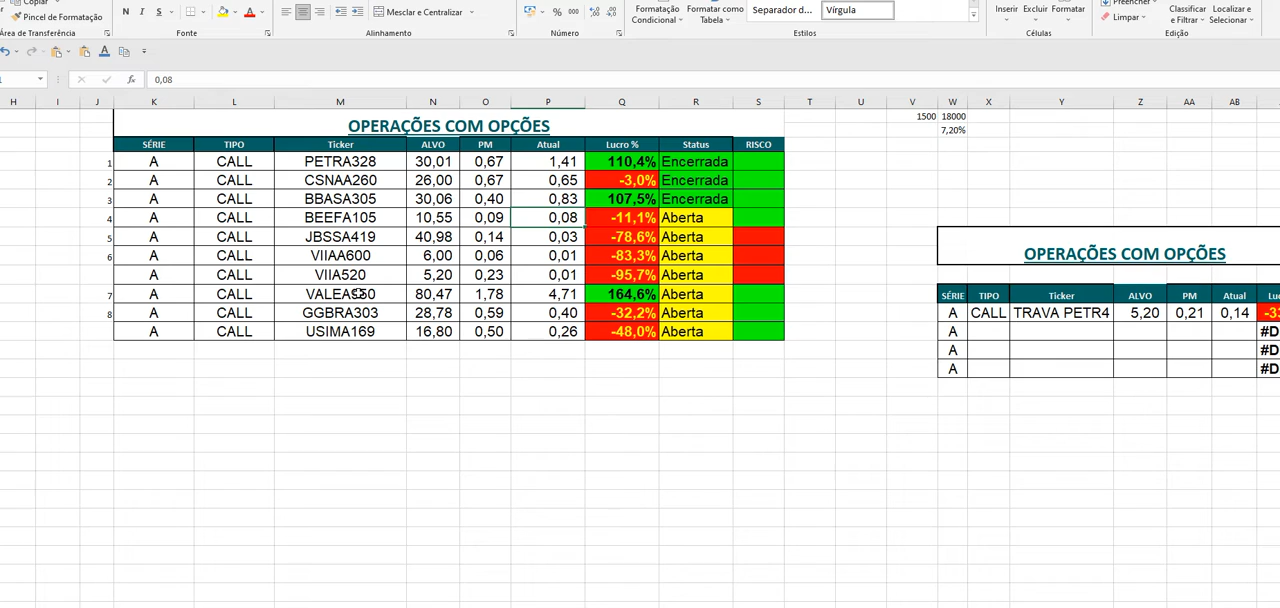 Copiar
Pincel de Formatação
Área de Transferência
N I S A
Fonte
Mesclar e Centralizar
Alinhamento
% 000
Número
Formatação Condicional
Formatar como Tabela
Separador d...
Vírgula
Estilos
Inserir Excluir Formatar
Células
Preencher
Limpar
Classificar e Filtrar
Localizar e Selecionar
Edição
fx 0,08
H I J K L M N O P Q R S T U V W X Y Z AA AB
1500 18000
7,20%
OPERAÇÕES COM OPÇÕES
SÉRIE TIPO Ticker ALVO PM Atual Lucro % Status RISCO
1 A CALL PETRA328 30,01 0,67 1,41 110,4% Encerrada
2 A CALL CSNAA260 26,00 0,67 0,65 -3,0% Encerrada
3 A CALL BBASA305 30,06 0,40 0,83 107,5% Encerrada
4 A CALL BEEFA105 10,55 0,09 0,08 -11,1% Aberta
5 A CALL JBSSA419 40,98 0,14 0,03 -78,6% Aberta
6 A CALL VIIAA600 6,00 0,06 0,01 -83,3% Aberta
A CALL VIIA520 5,20 0,23 0,01 -95,7% Aberta
7 A CALL 80,47 1,78 4,71 164,6% Aberta
8 A CALL GGBRA303 28,78 0,59 0,40 -32,2% Aberta
A CALL USIMA169 16,80 0,50 0,26 -48,0% Aberta
OPERAÇÕES COM OPÇÕES
SÉRIE TIPO Ticker ALVO PM Atual Luc
A CALL TRAVA PETR4 5,20 0,21 0,14 -33
A #D
A #D
A #D